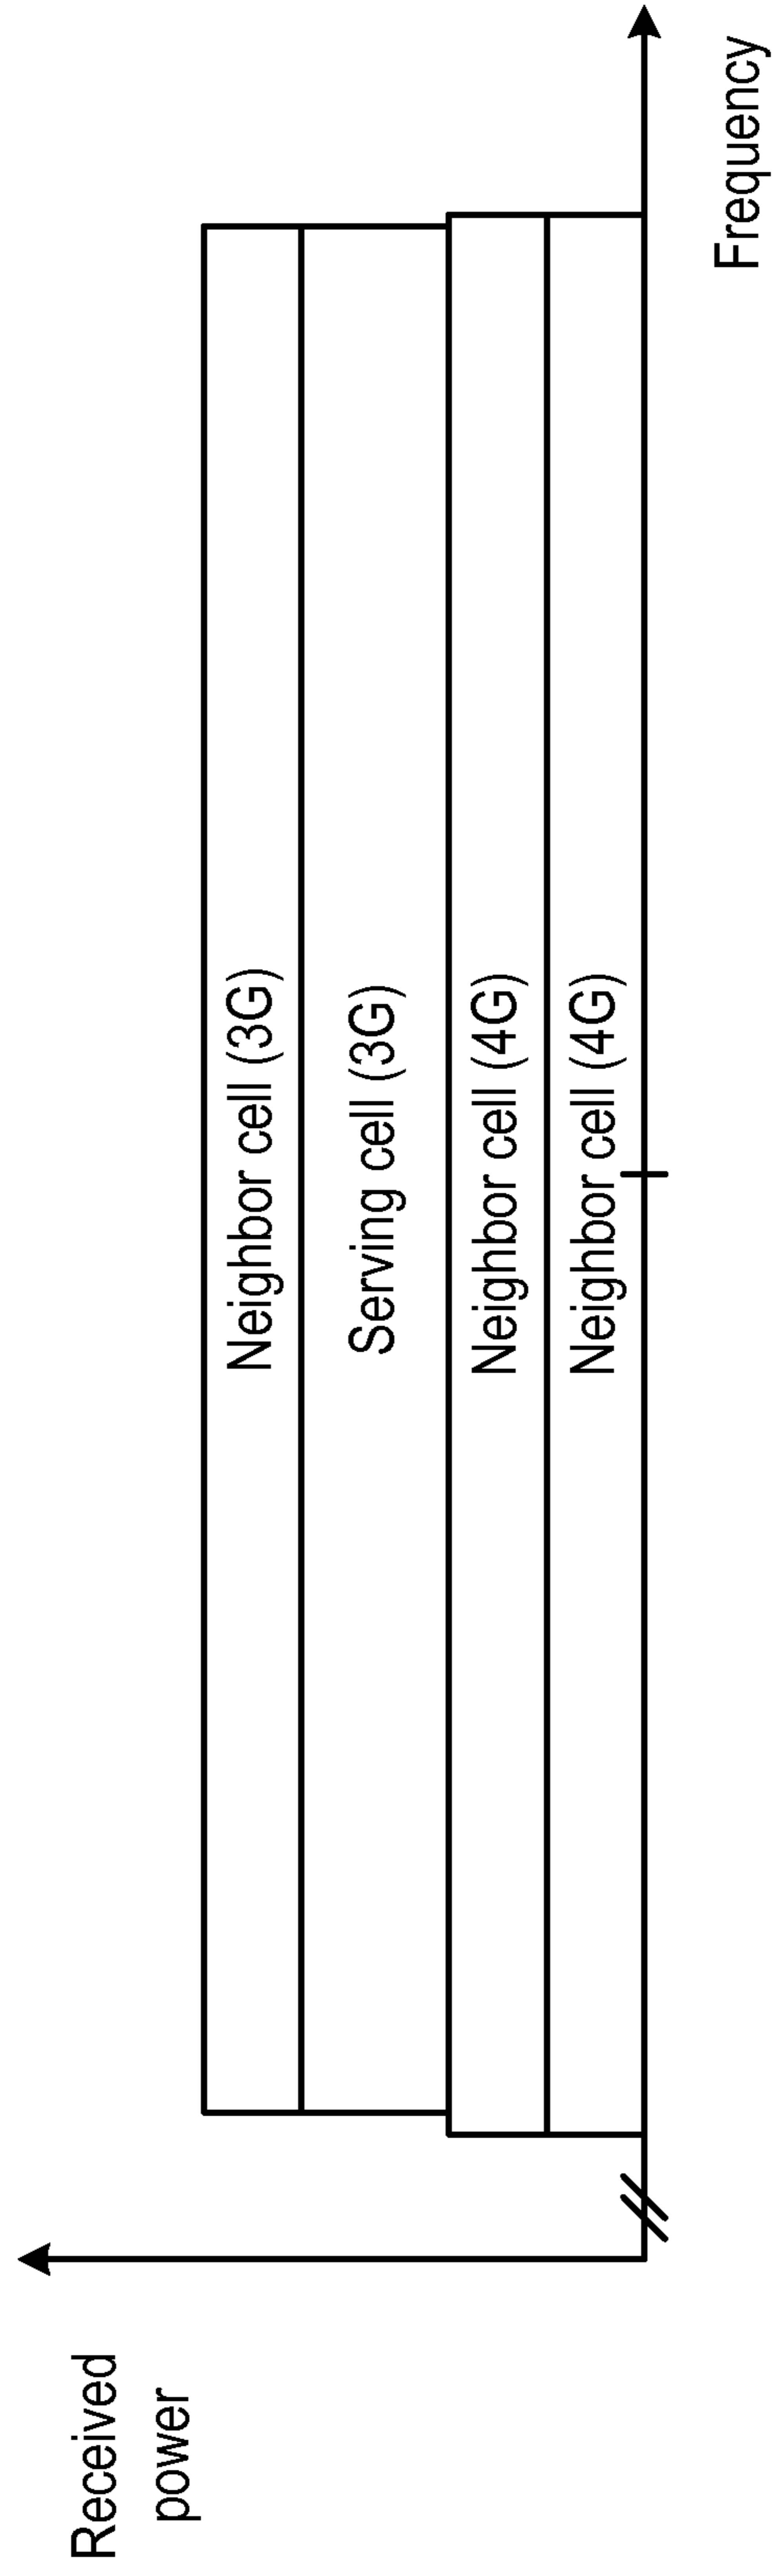 Received
power
Neighbor cell (3G)
Serving cell (3G)
Neighbor cell (4G)
Neighbor cell (4G)
Frequency